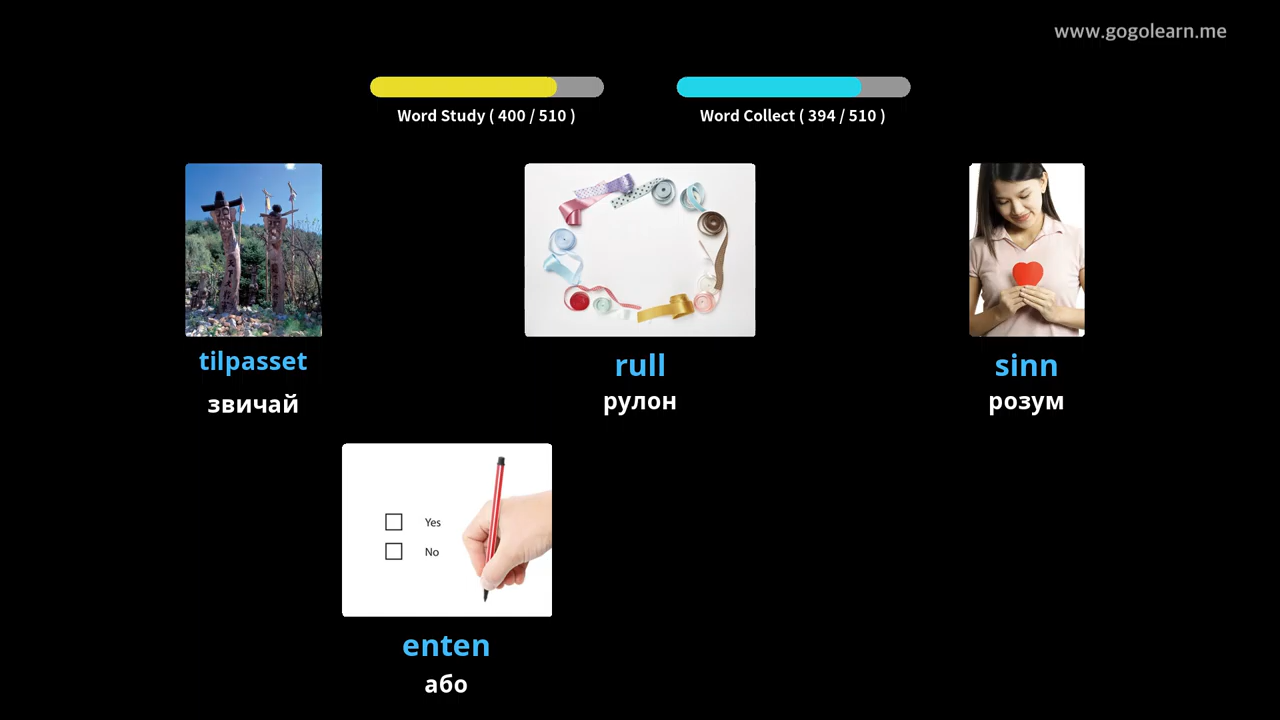 www.gogolearn.me
Word Study ( 400 / 510 )
Word Collect ( 394 / 510 )
tilpasset
звичай
rull
рулон
sinn
розум
Yes
No
enten
або